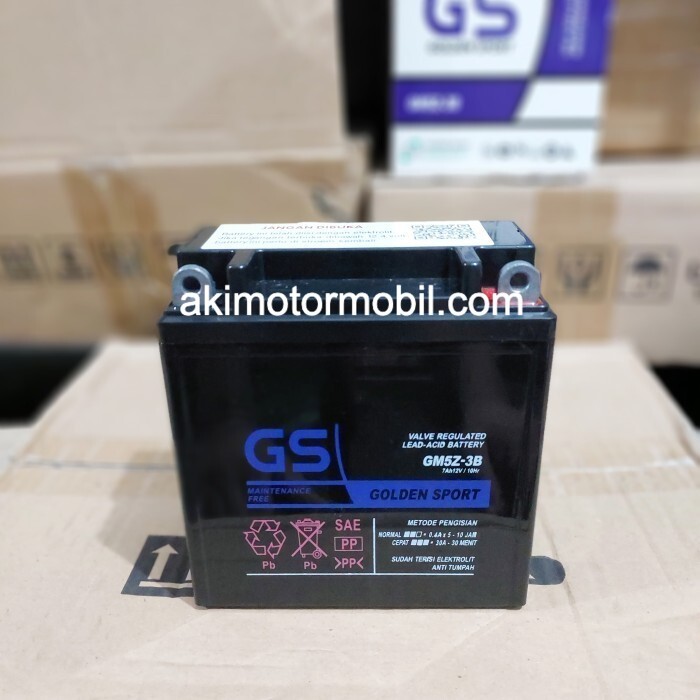 GS
JANGAN DIBUKA
akimotormobil.com
GS
VALVE REGULATED
LEAD-ACID BATTERY
GM5Z-3B
7Ah12V / 10Hr
MAINTENANCE
FREE
GOLDEN SPORT
SAE
PP
>PP<
Pb
Pb
METODE PENGISIAN
NORMAL • 0.4A x 5 - 10 JAM
CEPAT • 30A - 30 MENIT
SUDAH TERISI ELEKTROLIT
ANTI TUMPAH